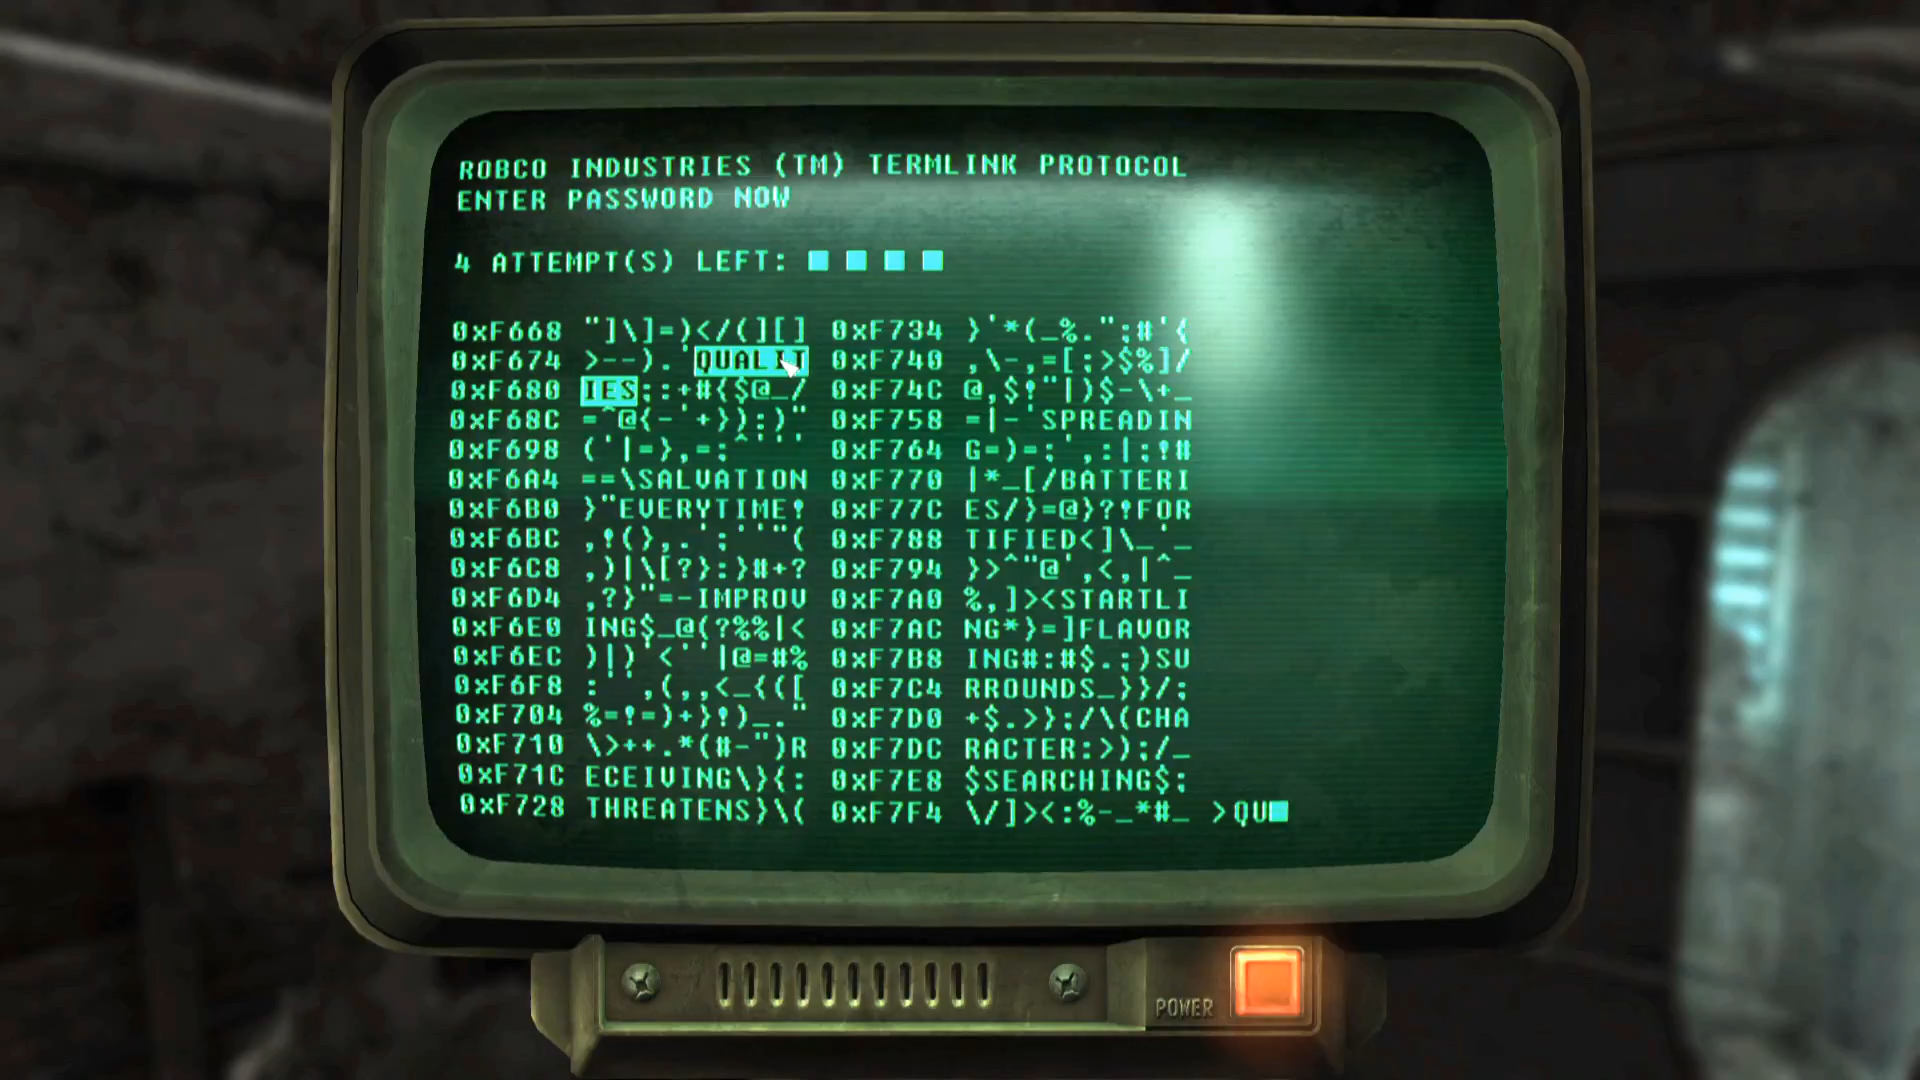 ROBCO INDUSTRIES (TM) TERMLINK PROTOCOL
ENTER PASSWORD NOW
4 ATTEMPT(S) LEFT: ■ ■ ■ ■
0xF668 "]\]=)</(][] 0xF734 }'*(_%.";#'{
0xF674 >--).'QUALIT 0xF740 ,\-,=[;>$%]/
0xF680 IES;:+#{$@_/ 0xF74C @,$!"|)$-\+_
0xF68C =^@{-'+}):)" 0xF758 =|-'SPREADIN
0xF698 ('|=},=;^''' 0xF764 G=)=;',:|;!#
0xF6A4 ==\SALVATION 0xF770 |*_[/BATTERI
0xF6B0 }"EVERYTIME! 0xF77C ES/}=@}?!FOR
0xF6BC ,!(},.';''"( 0xF788 TIFIED<]\_'_
0xF6C8 ,)|\[?}:}#+? 0xF794 }>^"@',<,|^_
0xF6D4 ,?}"=-IMPROV 0xF7A0 %,]><STARTLI
0xF6E0 ING$_@(?%%|< 0xF7AC NG*}=]FLAVOR
0xF6EC )|)'<''|@=#% 0xF7B8 ING#:#$.;)SU
0xF6F8 :'',(,,<_{([ 0xF7C4 RROUNDS_}}/;
0xF704 %=!=)+}!)_." 0xF7D0 +$.>};/\(CHA
0xF710 \>++.*(#-")R 0xF7DC RACTER:>);/_
0xF71C ECEIVING\}{: 0xF7E8 $SEARCHING$;
0xF728 THREATENS}\( 0xF7F4 \/]><:%-_*#_ >QU■
POWER